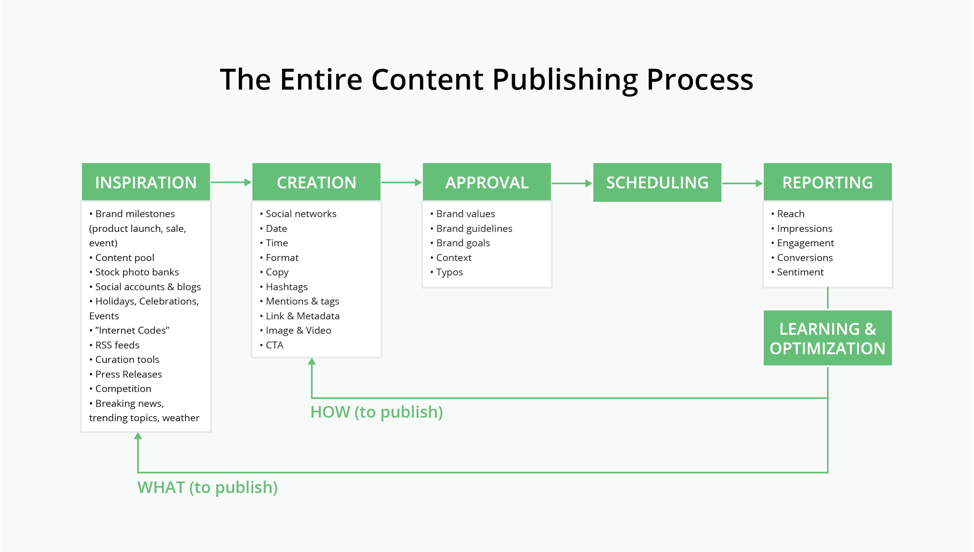 The Entire Content Publishing Process
INSPIRATION
• Brand milestones
(product launch, sale,
event)
• Content pool
• Stock photo banks
• Social accounts & blogs
• Holidays, Celebrations,
Events
• ”Internet Codes”
• RSS feeds
• Curation tools
• Press Releases
• Competition
• Breaking news,
trending topics, weather
CREATION
• Social networks
• Date
• Time
• Format
• Copy
• Hashtags
• Mentions & tags
• Link & Metadata
• Image & Video
• CTA
APPROVAL
• Brand values
• Brand guidelines
• Brand goals
• Context
• Typos
SCHEDULING
REPORTING
• Reach
• Impressions
• Engagement
• Conversions
• Sentiment
LEARNING &
OPTIMIZATION
HOW (to publish)
WHAT (to publish)